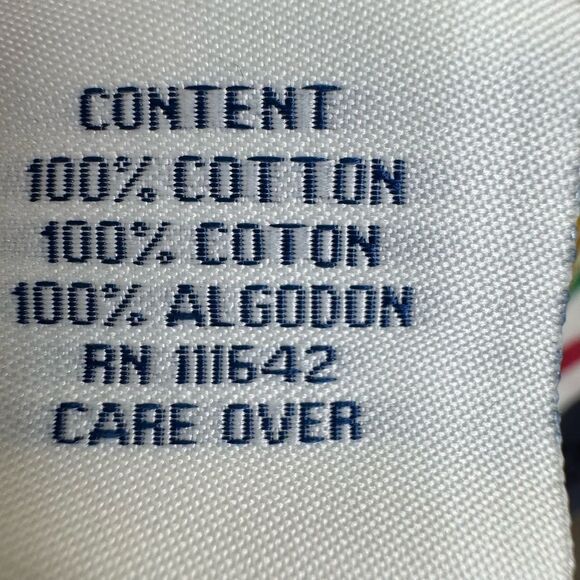 CONTENT
100% COTTON
100% COTON
100% ALGODON
RN 111642
CARE OVER